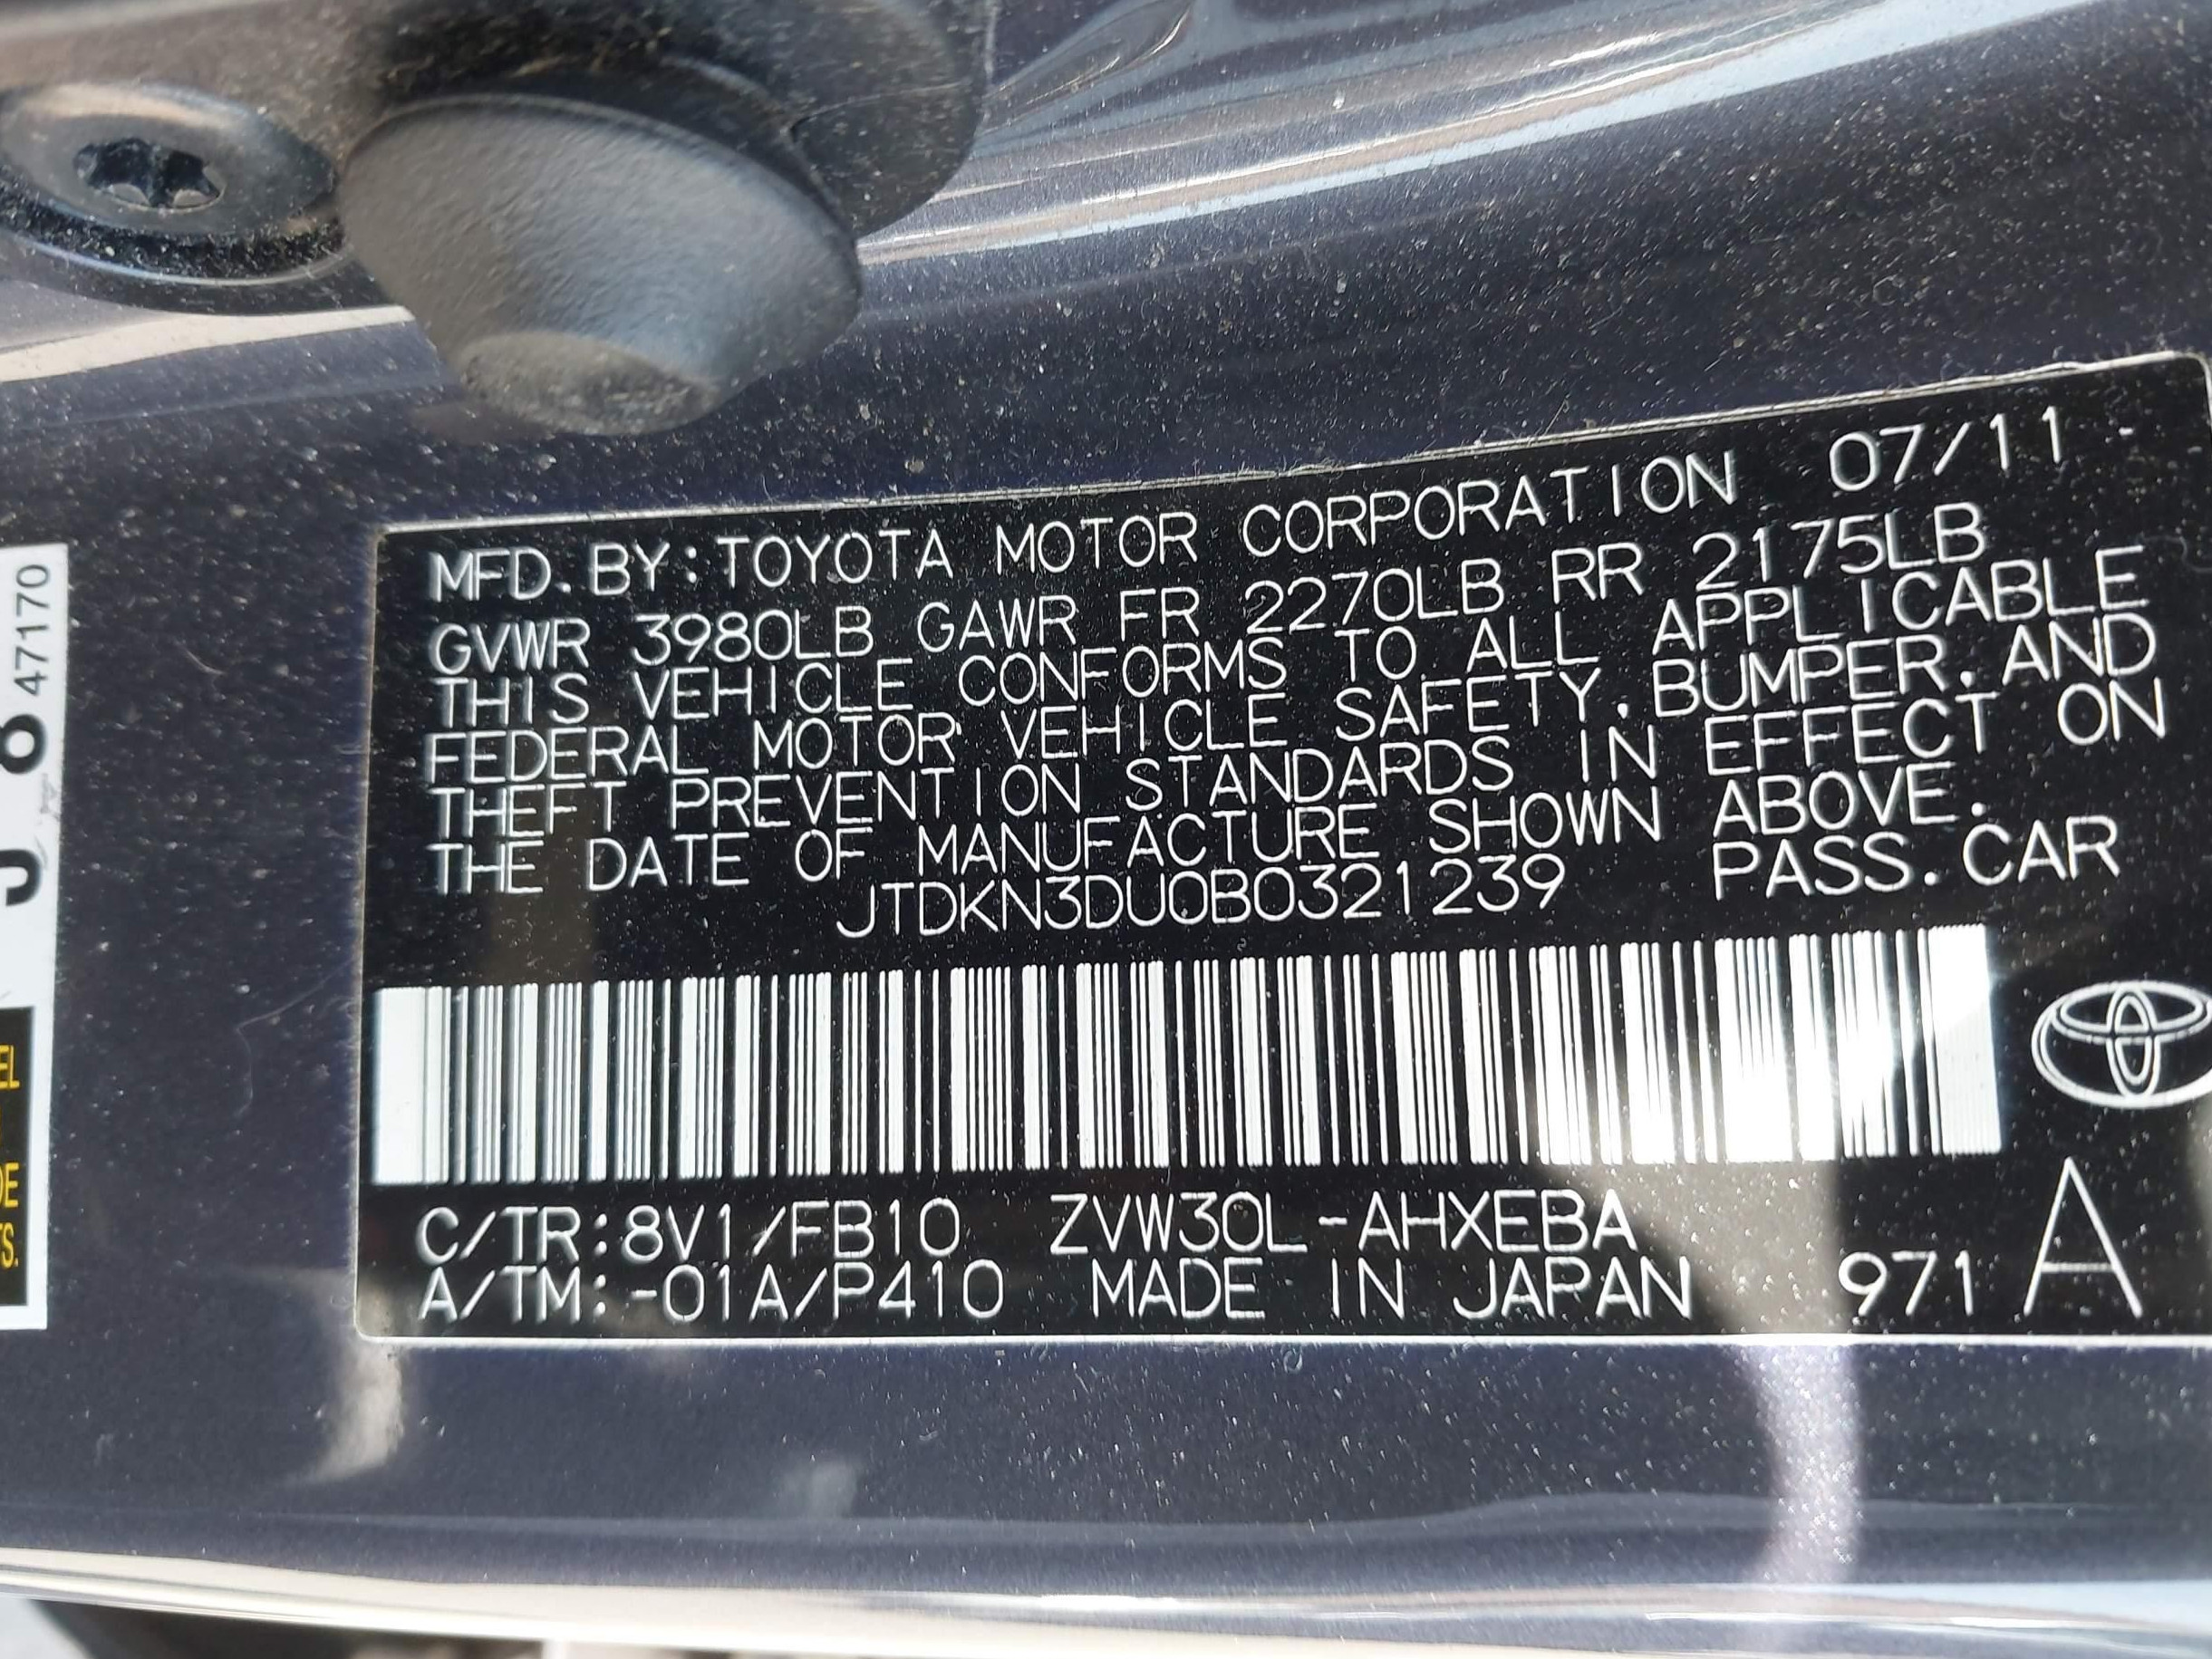 MFD.BY:TOYOTA MOTOR CORPORATION 07/11
GVWR 3980LB GAWR FR 2270LB RR 2175LB
THIS VEHICLE CONFORMS TO ALL APPLICABLE
FEDERAL MOTOR VEHICLE SAFETY,BUMPER,AND
THEFT PREVENTION STANDARDS IN EFFECT ON
THE DATE OF MANUFACTURE SHOWN ABOVE.
JTDKN3DU0B0321239 PASS.CAR
C/TR:8V1/FB10 ZVW30L-AHXEBA
A/TM:-01A/P410 MADE IN JAPAN 971 A
47170